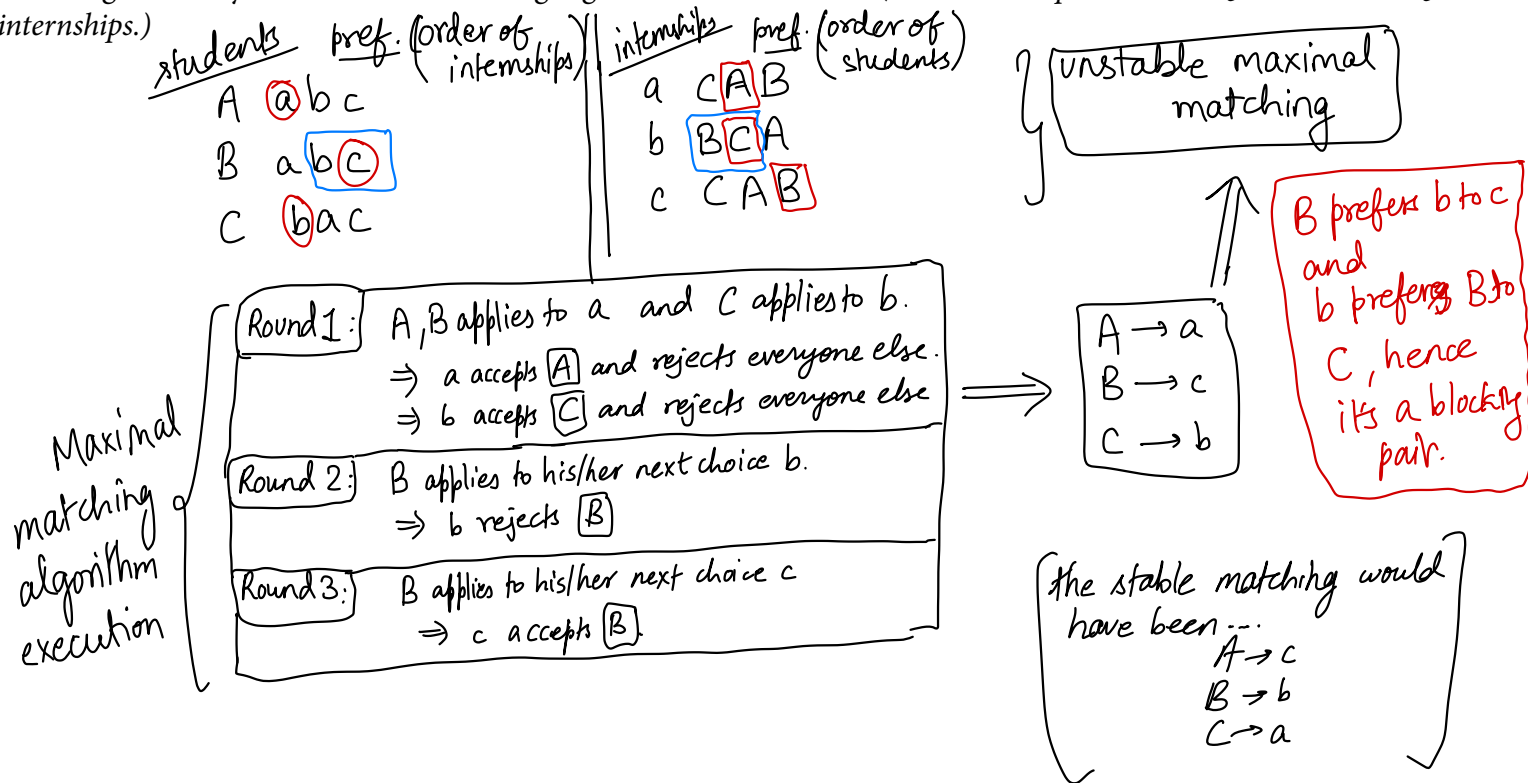 internships.)
students pref. (order of internships)
A a b c
B a b c
C b a c
internships pref. (order of students)
a C A B
b B C A
c C A B
unstable maximal
matching
Maximal
matching
algorithm
execution
Round 1: A, B applies to a and C applies to b.
⇒ a accepts A and rejects everyone else.
⇒ b accepts C and rejects everyone else
Round 2: B applies to his/her next choice b.
⇒ b rejects B
Round 3: B applies to his/her next choice c
⇒ c accepts B.
A → a
B → c
C → b
B prefers b to c
and
b prefers B to
C, hence
it's a blocking
pair.
(the stable matching would
have been ...
A → c
B → b
C → a)